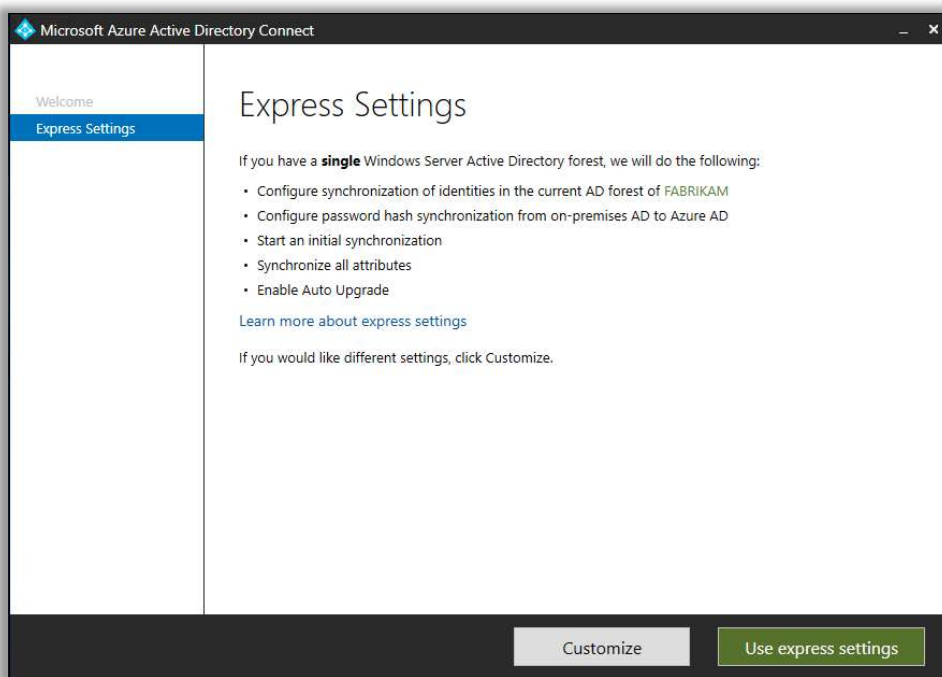 Microsoft Azure Active Directory Connect
Welcome
Express Settings
Express Settings
If you have a single Windows Server Active Directory forest, we will do the following:
• Configure synchronization of identities in the current AD forest of FABRIKAM
• Configure password hash synchronization from on-premises AD to Azure AD
• Start an initial synchronization
• Synchronize all attributes
• Enable Auto Upgrade
Learn more about express settings
If you would like different settings, click Customize.
Customize
Use express settings